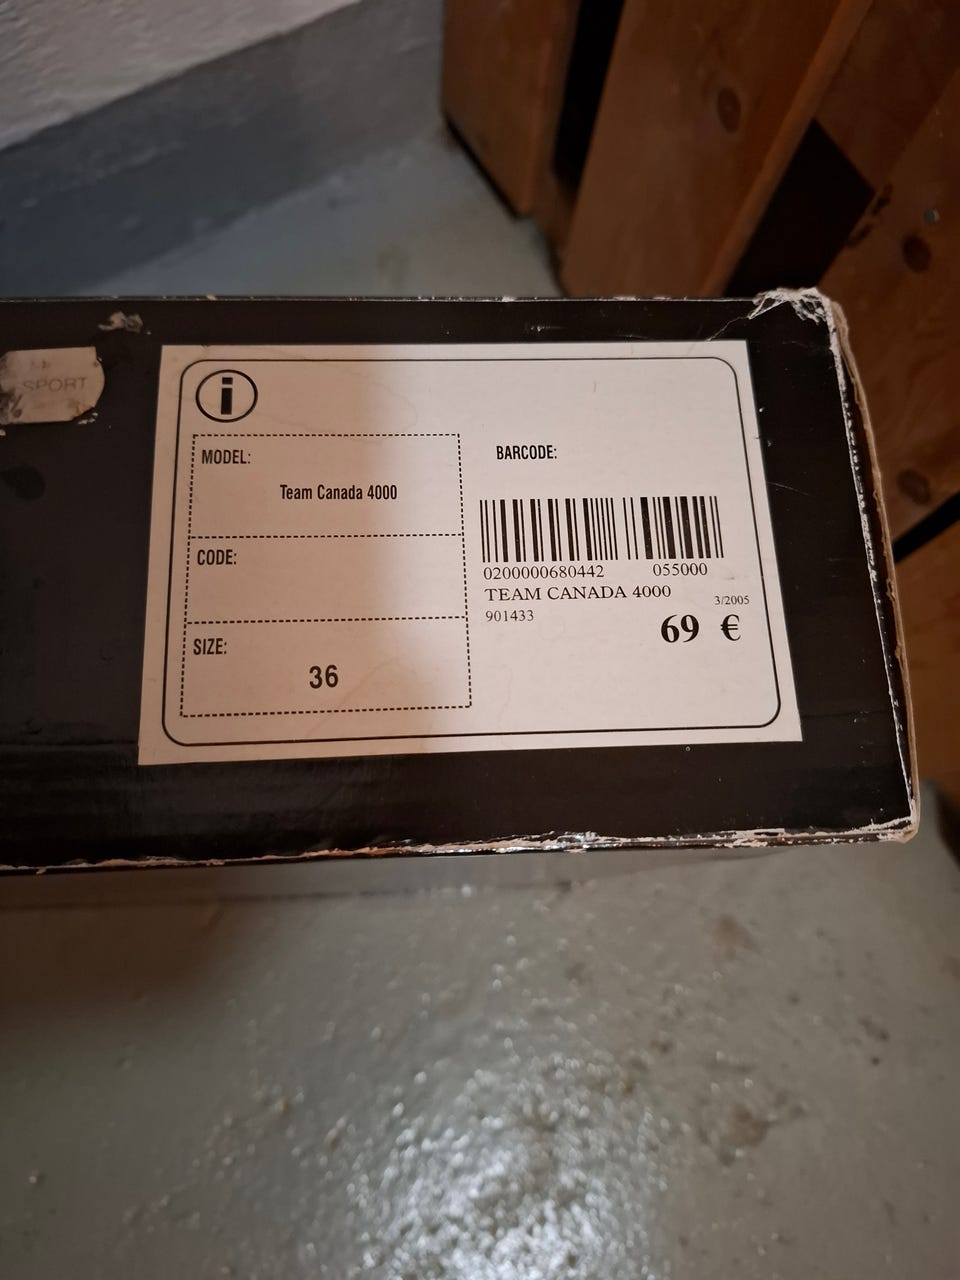 SPORT
i
MODEL:
Team Canada 4000
CODE:
SIZE:
36
BARCODE:
0200000680442 055000
TEAM CANADA 4000
3/2005
901433
69 €